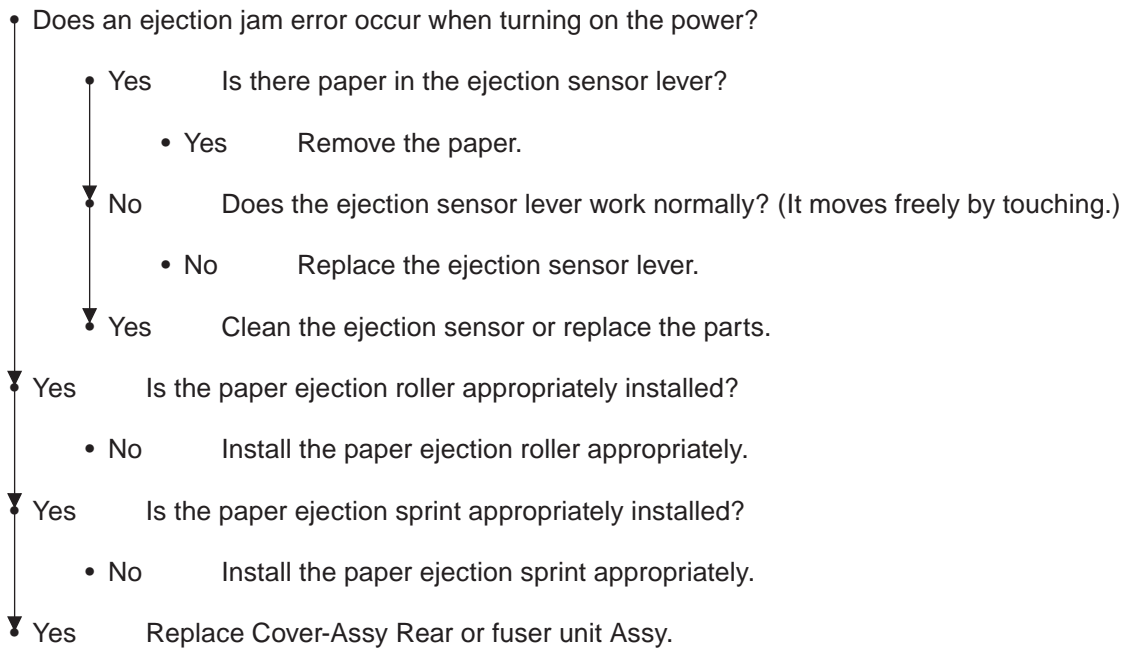 • Does an ejection jam error occur when turning on the power?
• Yes Is there paper in the ejection sensor lever?
• Yes Remove the paper.
• No Does the ejection sensor lever work normally? (It moves freely by touching.)
• No Replace the ejection sensor lever.
• Yes Clean the ejection sensor or replace the parts.
• Yes Is the paper ejection roller appropriately installed?
• No Install the paper ejection roller appropriately.
• Yes Is the paper ejection sprint appropriately installed?
• No Install the paper ejection sprint appropriately.
• Yes Replace Cover-Assy Rear or fuser unit Assy.